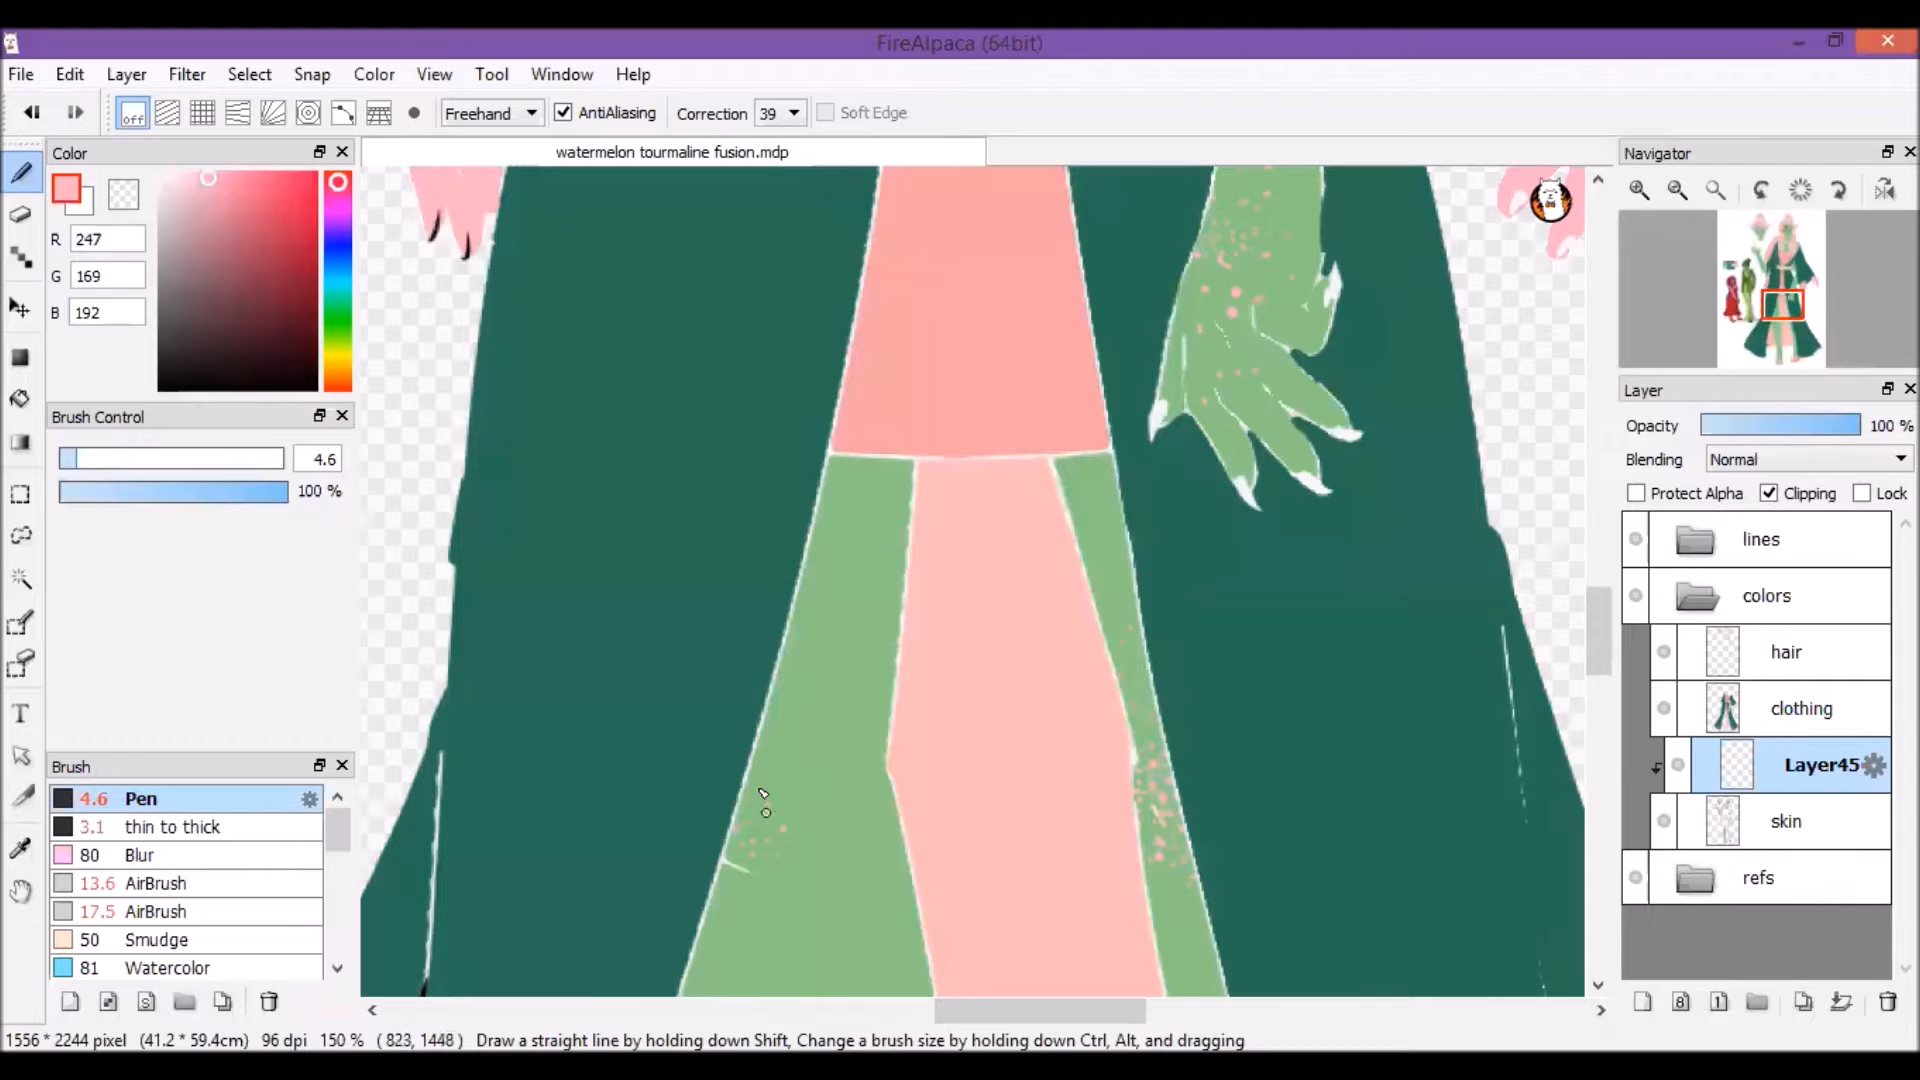 FireAlpaca (64bit)
File Edit Layer Filter Select Snap Color View Tool Window Help
off Freehand AntiAliasing Correction 39 Soft Edge
Color
watermelon tourmaline fusion.mdp
Navigator
R 247
G 169
B 192
Layer
Brush Control
Opacity 100 %
4.6
Blending Normal
100 %
Protect Alpha Clipping Lock
lines
colors
hair
clothing
Layer45
skin
refs
Brush
4.6 Pen
3.1 thin to thick
80 Blur
13.6 AirBrush
17.5 AirBrush
50 Smudge
81 Watercolor
T
S
8
1
1556 * 2244 pixel (41.2 * 59.4cm) 96 dpi 150 % ( 823, 1448 ) Draw a straight line by holding down Shift, Change a brush size by holding down Ctrl, Alt, and dragging